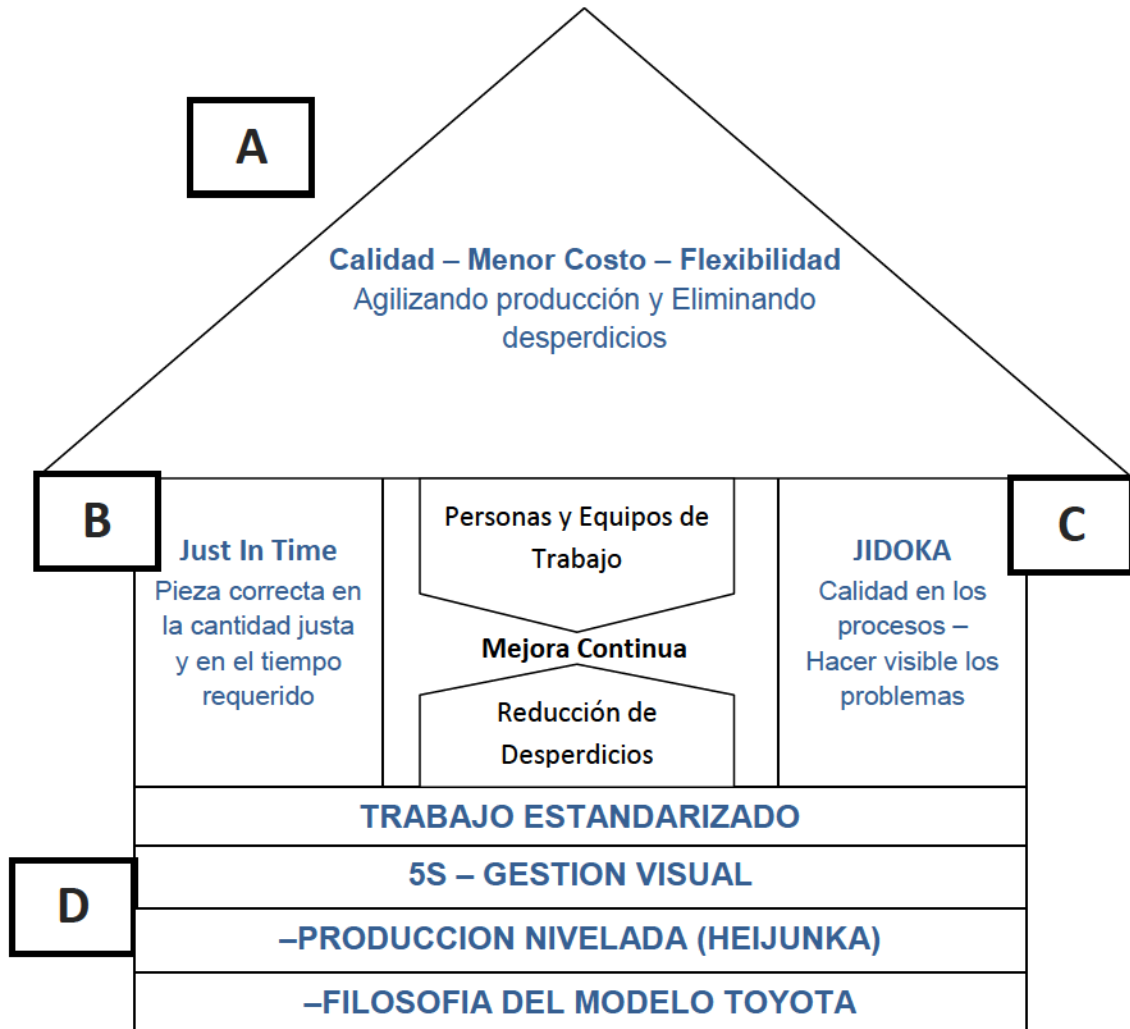 A
Calidad – Menor Costo – Flexibilidad
Agilizando producción y Eliminando
desperdicios
B
Just In Time
Pieza correcta en
la cantidad justa
y en el tiempo
requerido
Personas y Equipos de
Trabajo
Mejora Continua
Reducción de
Desperdicios
C
JIDOKA
Calidad en los
procesos –
Hacer visible los
problemas
TRABAJO ESTANDARIZADO
5S – GESTION VISUAL
D
–PRODUCCION NIVELADA (HEIJUNKA)
–FILOSOFIA DEL MODELO TOYOTA